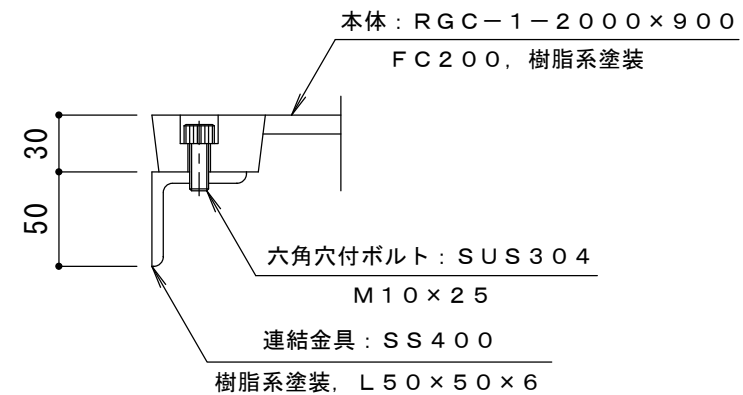 本体：ＲＧＣ－１－２０００×９００
ＦＣ２００，樹脂系塗装
30
50
六角穴付ボルト：ＳＵＳ３０４
Ｍ１０×２５
連結金具：ＳＳ４００
樹脂系塗装，Ｌ５０×５０×６